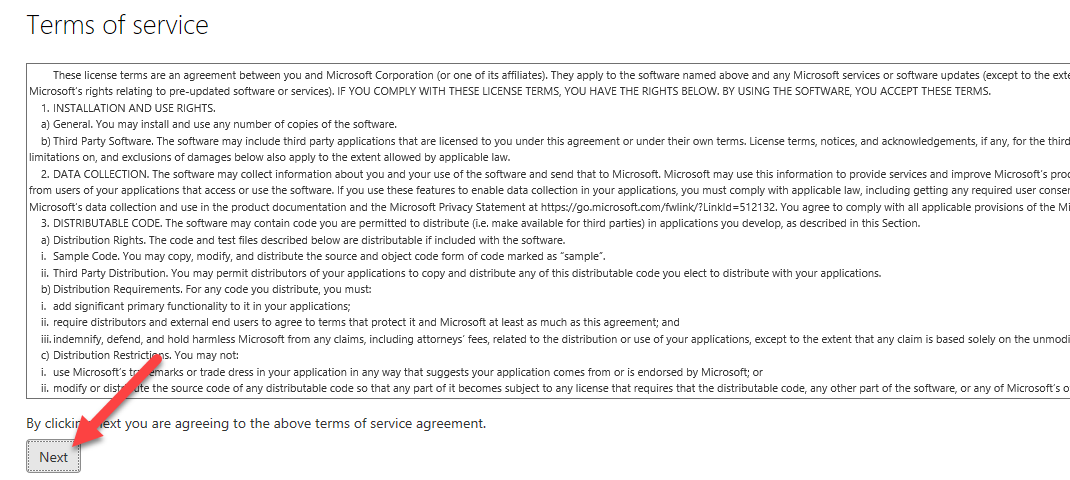 Terms of service
These license terms are an agreement between you and Microsoft Corporation (or one of its affiliates). They apply to the software named above and any Microsoft services or software updates (except to the
Microsoft's rights relating to pre-updated software or services). IF YOU COMPLY WITH THESE LICENSE TERMS, YOU HAVE THE RIGHTS BELOW. BY USING THE SOFTWARE, YOU ACCEPT THESE TERMS.
1. INSTALLATION AND USE RIGHTS.
a) General. You may install and use any number of copies of the software.
b) Third Party Software. The software may include third party applications that are licensed to you under this agreement or under their own terms. License terms, notices, and acknowledgements, if any, for the third
limitations on, and exclusions of damages below also apply to the extent allowed by applicable law.
2. DATA COLLECTION. The software may collect information about you and your use of the software and send that to Microsoft. Microsoft may use this information to provide services and improve Microsoft's
from users of your applications that access or use the software. If you use these features to enable data collection in your applications, you must comply with applicable law, including getting any required user
Microsoft's data collection and use in the product documentation and the Microsoft Privacy Statement at https://go.microsoft.com/fwlink/?LinkId=512132. You agree to comply with all applicable provisions of the
3. DISTRIBUTABLE CODE. The software may contain code you are permitted to distribute (i.e. make available for third parties) in applications you develop, as described in this Section.
a) Distribution Rights. The code and test files described below are distributable if included with the software.
i. Sample Code. You may copy, modify, and distribute the source and object code form of code marked as “sample”.
ii. Third Party Distribution. You may permit distributors of your applications to copy and distribute any of this distributable code you elect to distribute with your applications.
b) Distribution Requirements. For any code you distribute, you must:
i. add significant primary functionality to it in your applications;
ii. require distributors and external end users to agree to terms that protect it and Microsoft at least as much as this agreement; and
iii. indemnify, defend, and hold harmless Microsoft from any claims, including attorneys' fees, related to the distribution or use of your applications, except to the extent that any claim is based solely on the
c) Distribution Restrictions. You may not:
i. use Microsoft's trademarks or trade dress in your application in any way that suggests your application comes from or is endorsed by Microsoft; or
ii. modify or distribute the source code of any distributable code so that any part of it becomes subject to any license that requires that the distributable code, any other part of the software, or any of Microsoft's
By clicking next you are agreeing to the above terms of service agreement.
Next